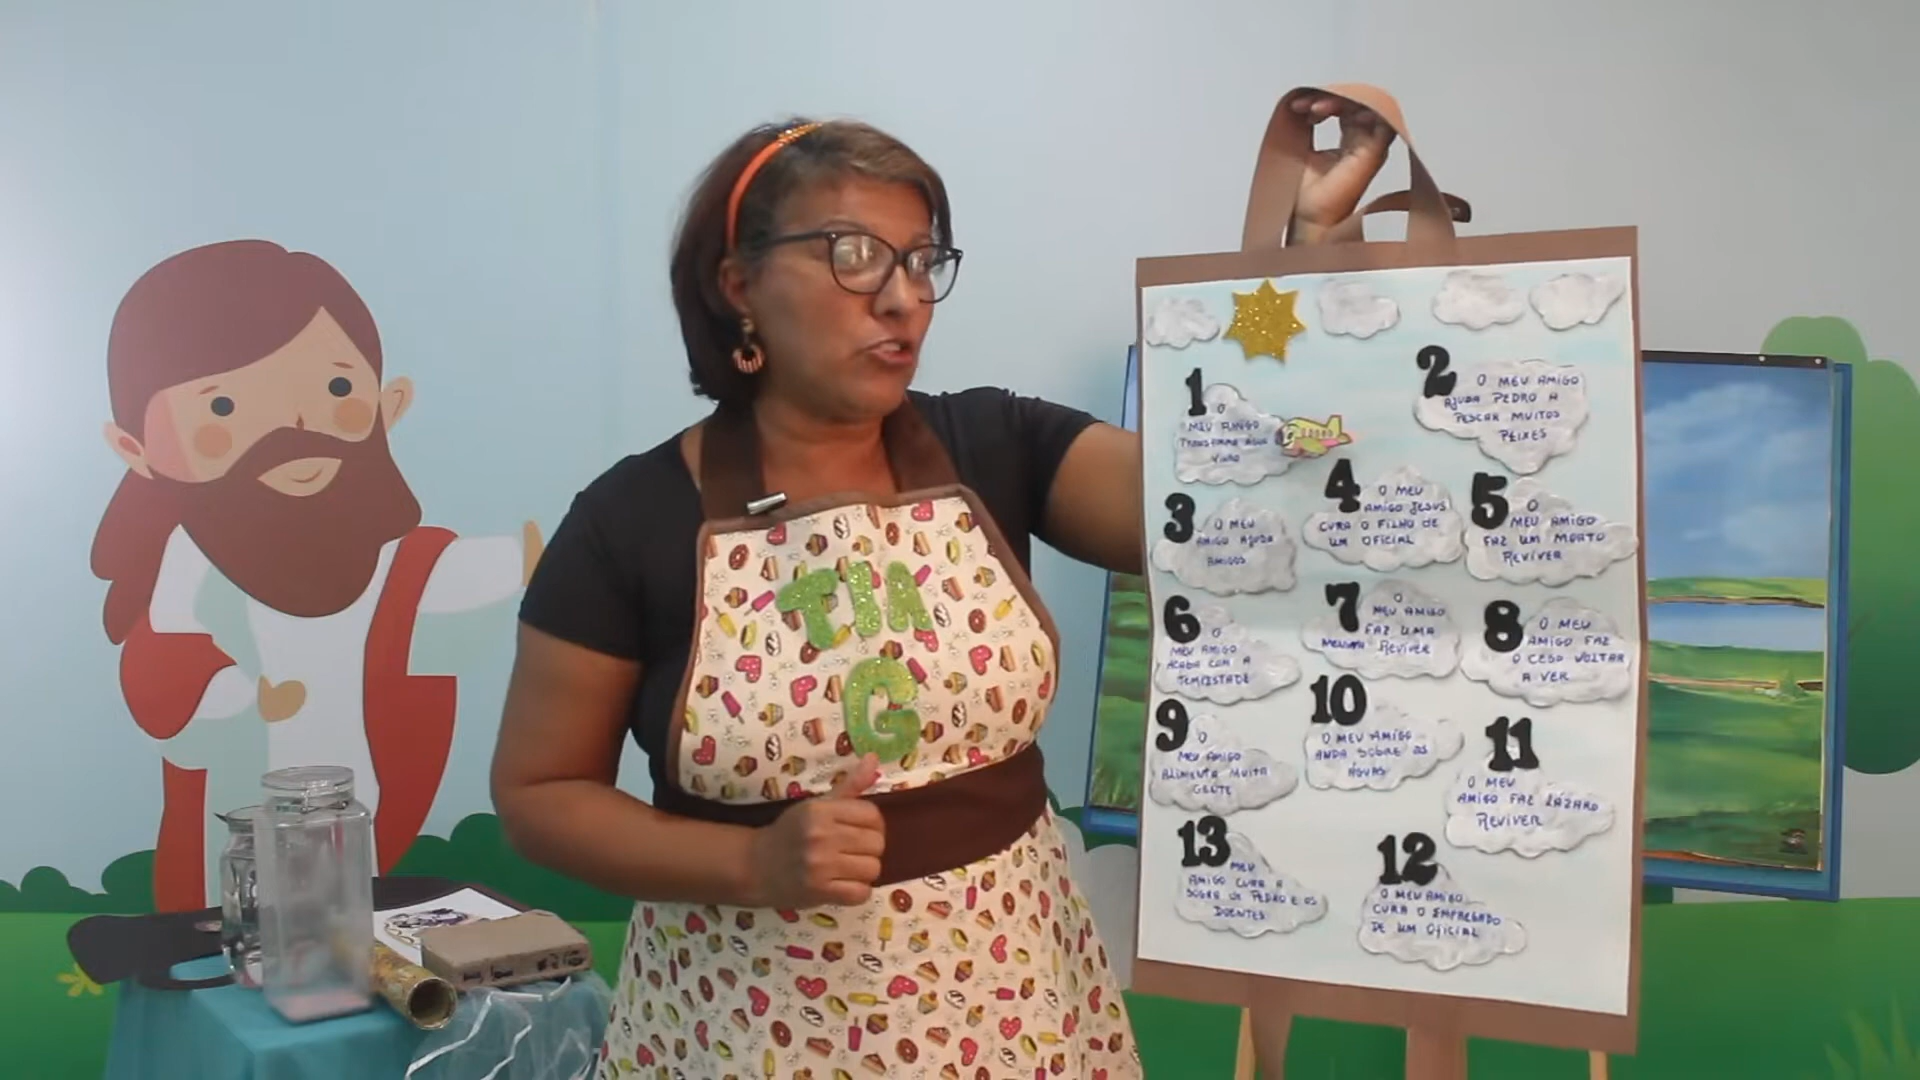 TIA
G
1
O
MEU AMIGO
TRANSFORMA ÁGUA
VINHO
2
O MEU AMIGO
AJUDA PEDRO A
PESCAR MUITOS
PEIXES
3
O MEU
AMIGO AJUDA
AMIGOS
4
O MEU
AMIGO JESUS
CURA O FILHO DE
UM OFICIAL
5
O
MEU AMIGO
FAZ UM MORTO
REVIVER
6
O
MEU AMIGO
ACABA COM A
TEMPESTADE
7
O
MEU AMIGO
FAZ UMA
MENINA REVIVER
8
O MEU
AMIGO FAZ
O CEGO VOLTAR
A VER
9
O
MEU AMIGO
ALIMENTA MUITA
GENTE
10
O MEU AMIGO
ANDA SOBRE AS
ÁGUAS
11
O MEU
AMIGO FAZ LÁZARO
REVIVER
13
MEU
AMIGO CURA A
SOGRA DE PEDRO E OS
DOENTES
12
O MEU AMIGO
CURA O EMPREGADO
DE UM OFICIAL